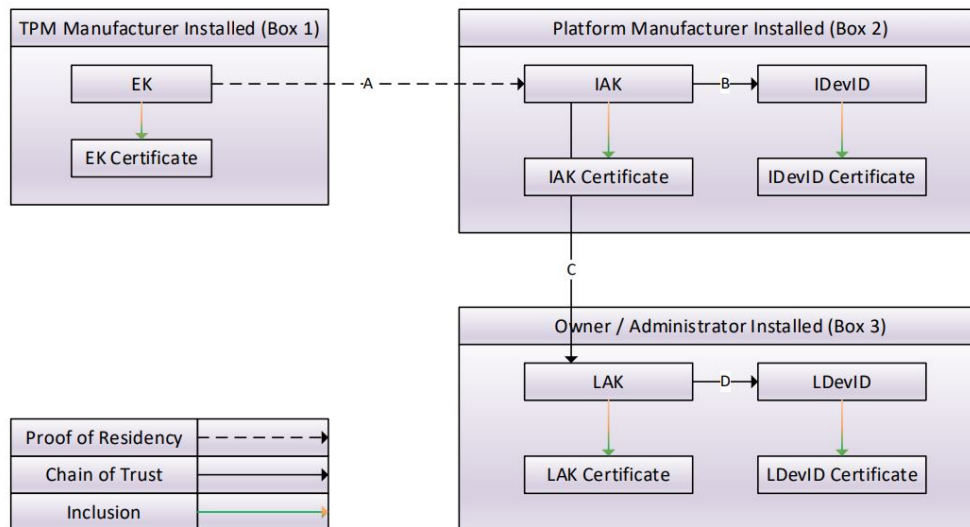 TPM Manufacturer Installed (Box 1)
Platform Manufacturer Installed (Box 2)
EK
A
IAK
B
IDevID
EK Certificate
IAK Certificate
IDevID Certificate
C
Owner / Administrator Installed (Box 3)
LAK
D
LDevID
LAK Certificate
LDevID Certificate
Proof of Residency
Chain of Trust
Inclusion